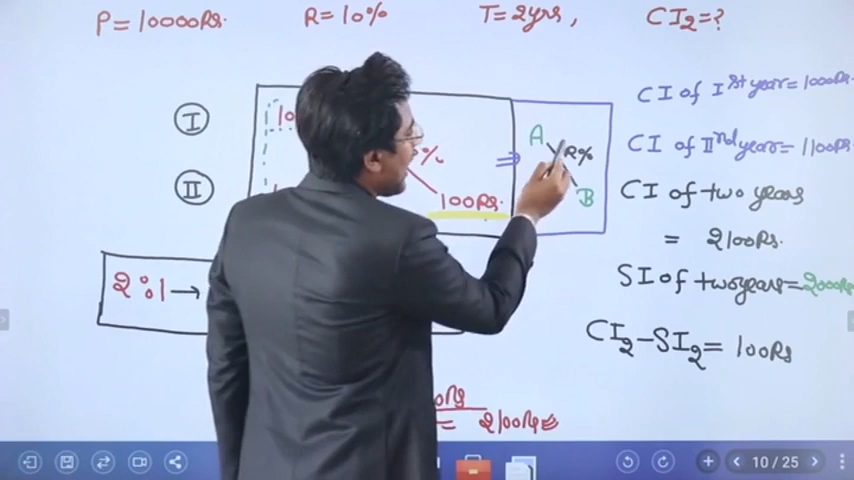 P = 10000Rs. R = 10% T = 2yrs, CI₂ = ?
CI of Iˢᵗ year = 1000Rs.
I 10
A R% B
% 100Rs.
CI of IIⁿᵈ year = 1100Rs.
II
CI of two years
= 2100Rs.
SI of two years = 2000Rs
2:1 →
CI₂ - SI₂ = 100Rs
= 2100Rs
10 / 25